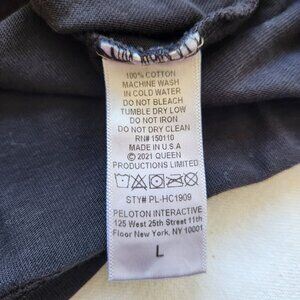 100% COTTON
MACHINE WASH
IN COLD WATER
DO NOT BLEACH
TUMBLE DRY LOW
DO NOT IRON
DO NOT DRY CLEAN
RN# 150110
MADE IN U.S.A
© 2021 QUEEN
PRODUCTIONS LIMITED
STY# PL-HC1909
PELOTON INTERACTIVE
125 West 25th Street 11th
Floor New York, NY 10001
L